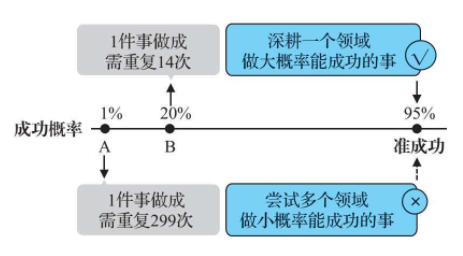 1件事做成
需重复14次
深耕一个领域
做大概率能成功的事
1%
20%
95%
成功概率
A
B
准成功
1件事做成
需重复299次
尝试多个领域
做小概率能成功的事